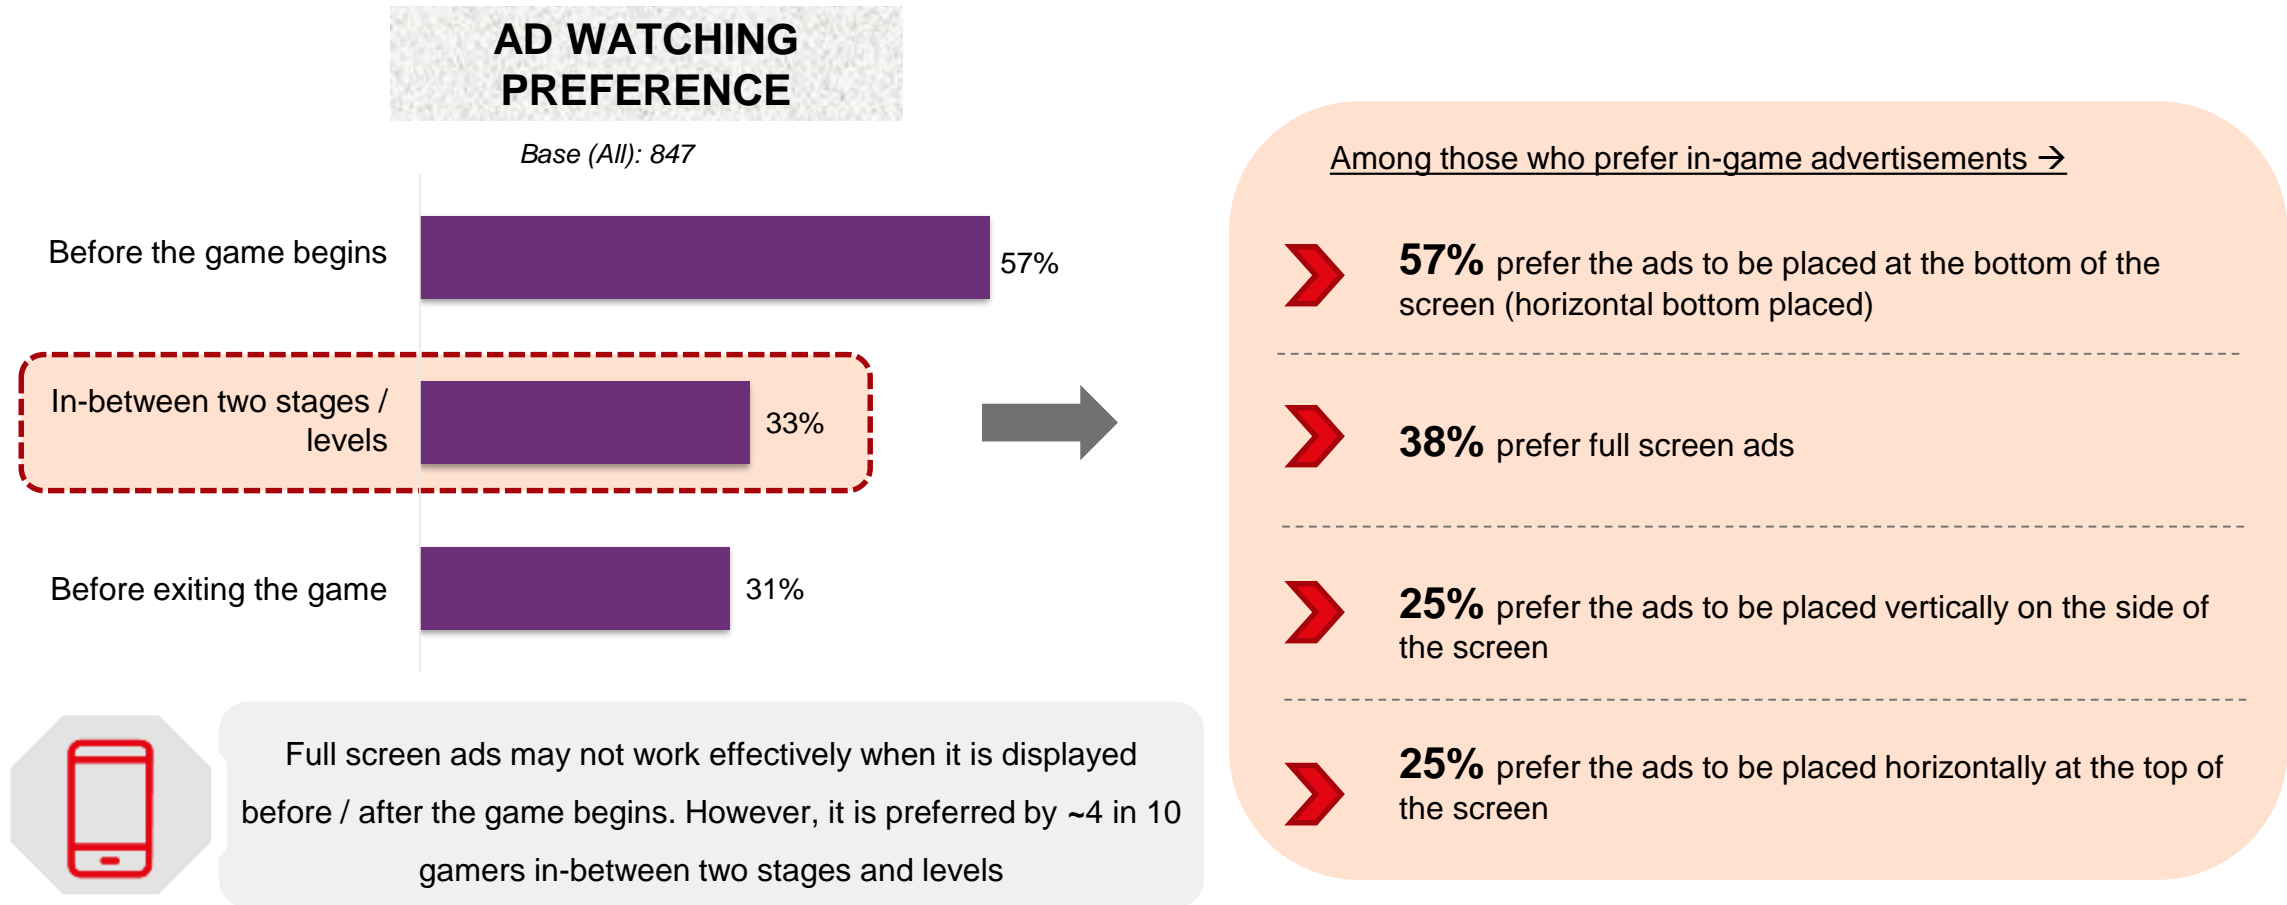 AD WATCHING
PREFERENCE
Base (All): 847
Before the game begins
57%
In-between two stages /
levels
33%
Before exiting the game
31%
Full screen ads may not work effectively when it is displayed
before / after the game begins. However, it is preferred by ~4 in 10
gamers in-between two stages and levels
Among those who prefer in-game advertisements →
57% prefer the ads to be placed at the bottom of the
screen (horizontal bottom placed)
38% prefer full screen ads
25% prefer the ads to be placed vertically on the side of
the screen
25% prefer the ads to be placed horizontally at the top of
the screen